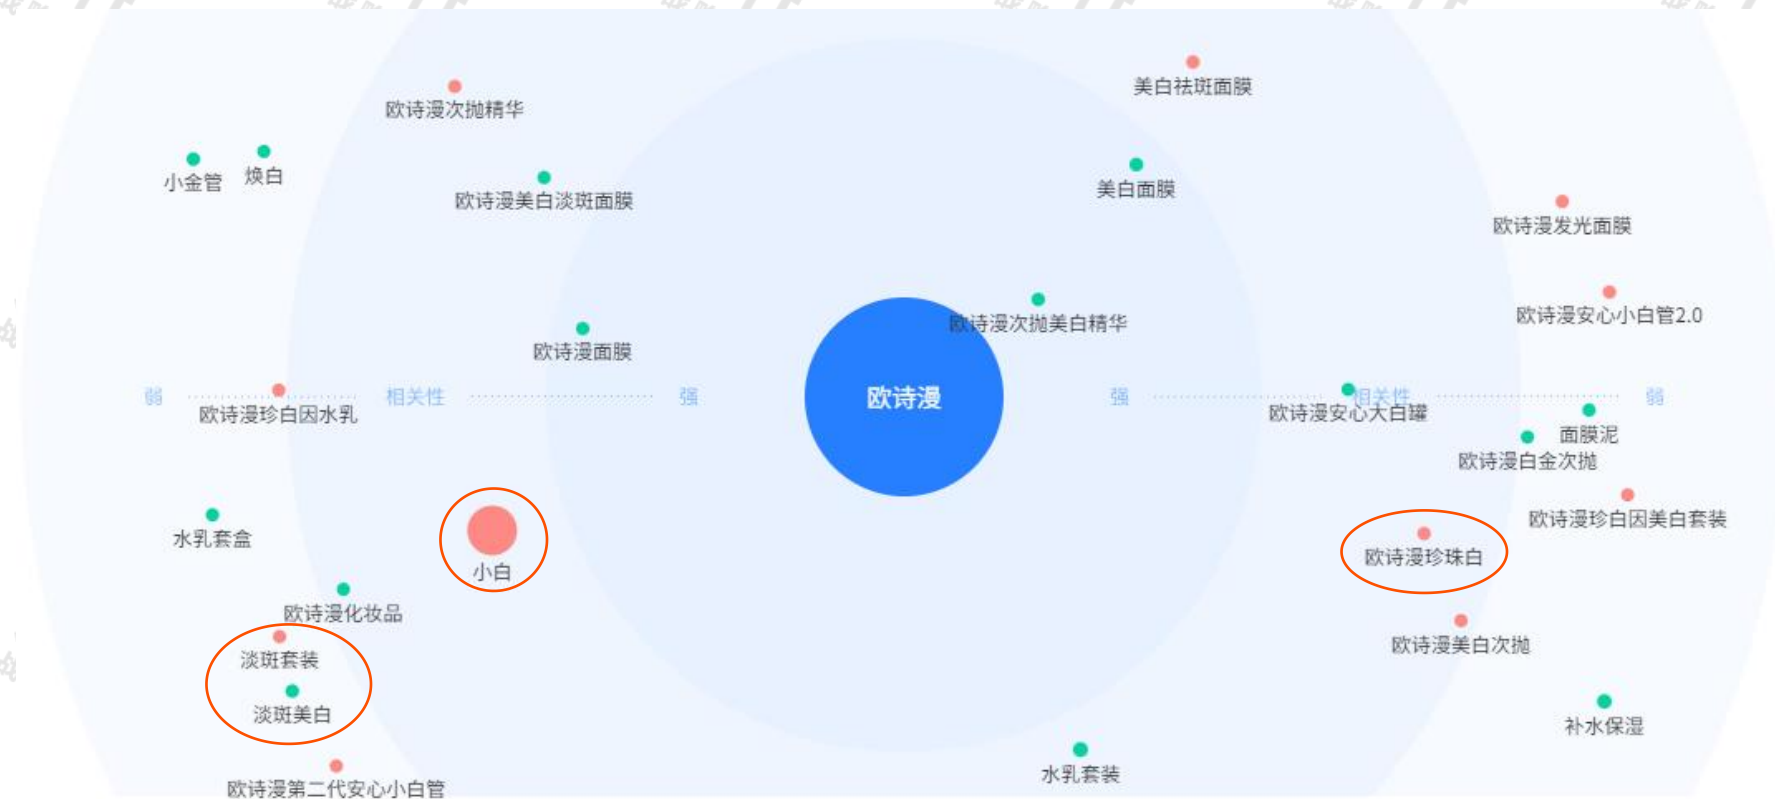 美白祛斑面膜
欧诗漫次抛精华
小金管
焕白
欧诗漫美白淡斑面膜
美白面膜
欧诗漫发光面膜
欧诗漫次抛美白精华
欧诗漫安心小白管2.0
欧诗漫面膜
弱
相关性
强
欧诗漫
强
相关性
弱
欧诗漫珍白因水乳
欧诗漫安心大白罐
面膜泥
欧诗漫白金次抛
欧诗漫珍白因美白套装
水乳套盒
小白
欧诗漫珍珠白
欧诗漫化妆品
欧诗漫美白次抛
淡斑套装
淡斑美白
补水保湿
水乳套装
欧诗漫第二代安心小白管